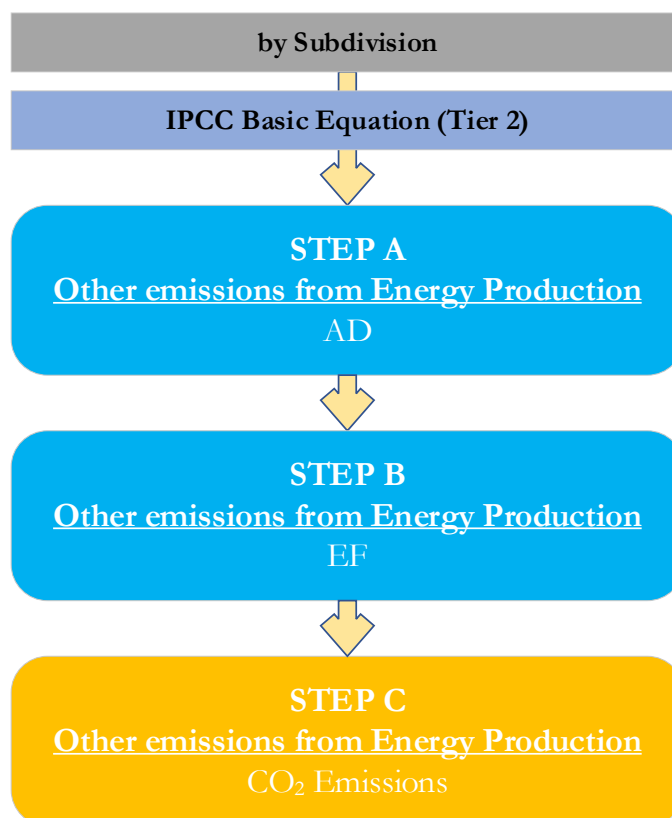 by Subdivision
IPCC Basic Equation (Tier 2)
STEP A
Other emissions from Energy Production
AD
STEP B
Other emissions from Energy Production
EF
STEP C
Other emissions from Energy Production
CO₂ Emissions